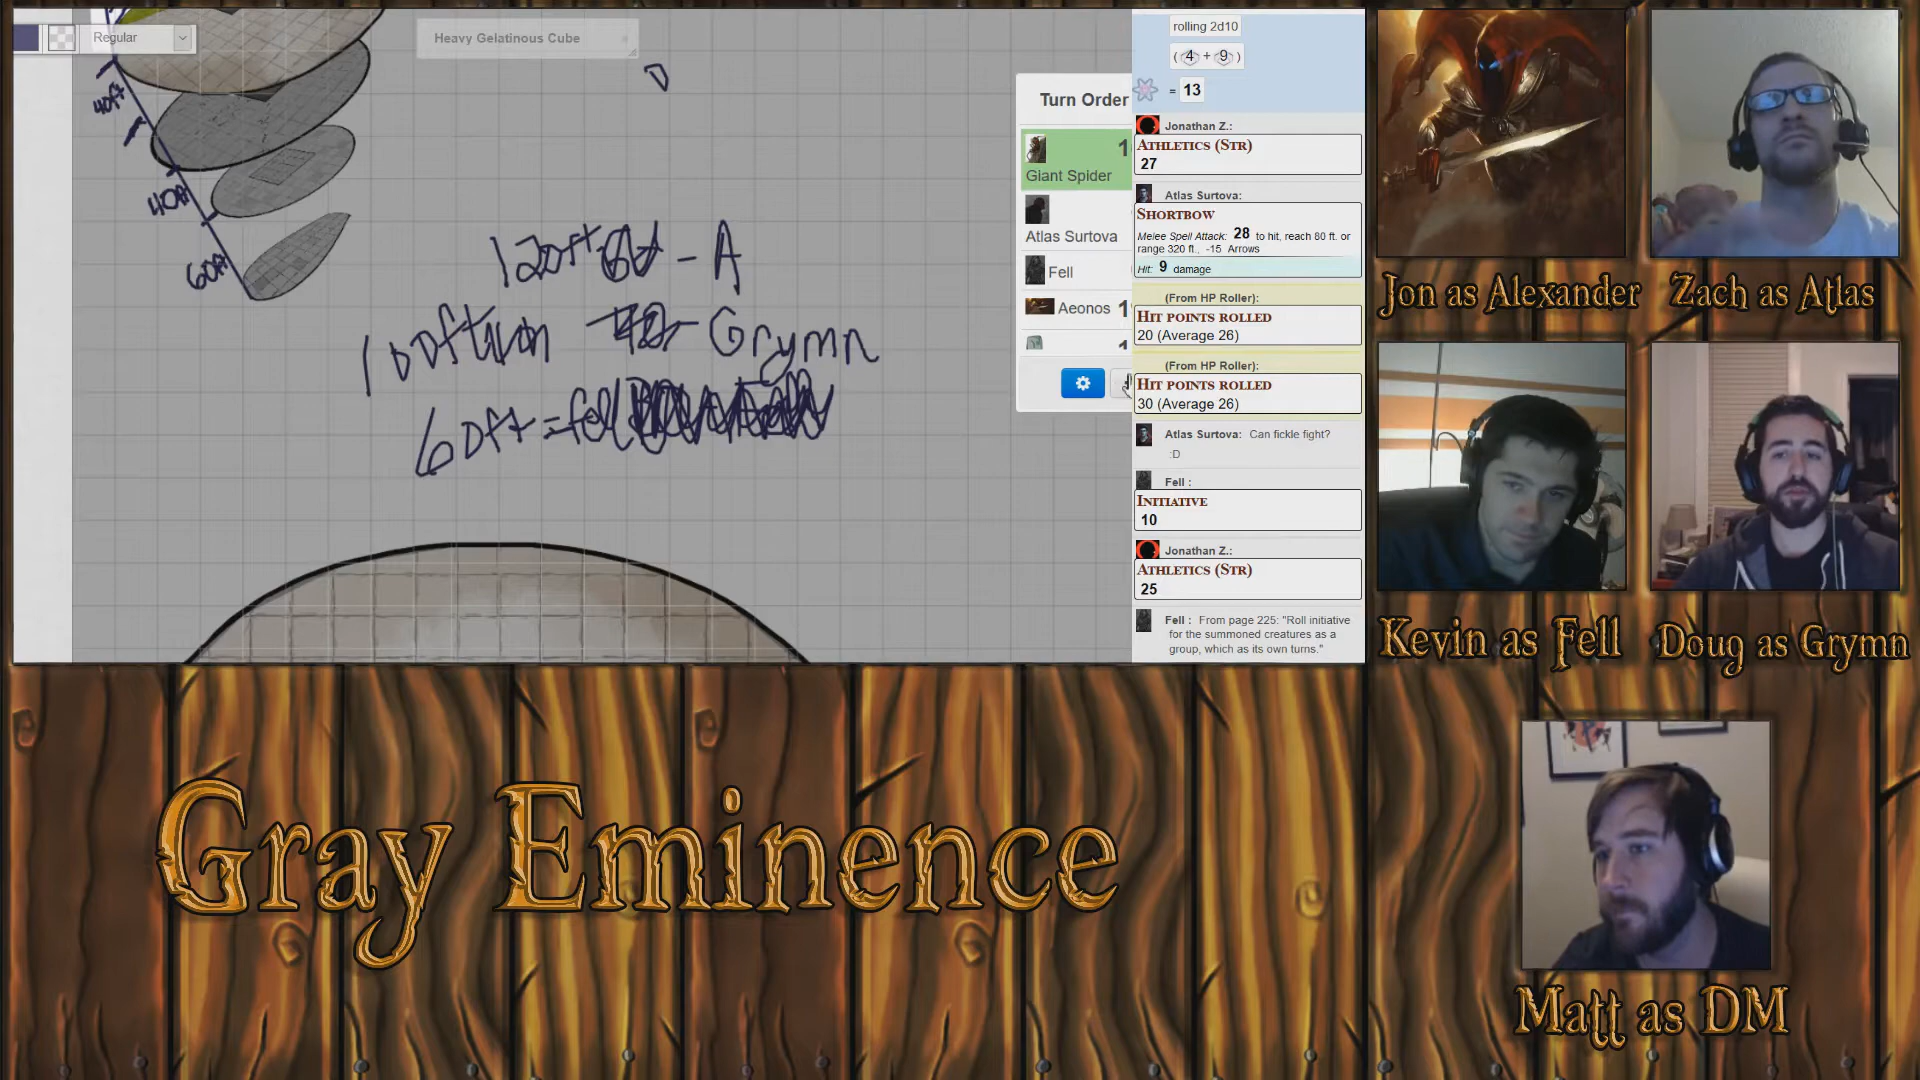 Regular
Heavy Gelatinous Cube
40ft
40ft
60ft
120ft - A
100ft - Grymn
60ft = fell
Turn Order
Giant Spider
Atlas Surtova
Fell
Aeonos
rolling 2d10
( 4 + 9 )
= 13
Jonathan Z.:
ATHLETICS (STR)
27
Atlas Surtova:
SHORTBOW
Melee Spell Attack: 28 to hit, reach 80 ft. or
range 320 ft., -15 Arrows
Hit: 9 damage
(From HP Roller):
HIT POINTS ROLLED
20 (Average 26)
(From HP Roller):
HIT POINTS ROLLED
30 (Average 26)
Atlas Surtova: Can fickle fight?
:D
Fell :
INITIATIVE
10
Jonathan Z.:
ATHLETICS (STR)
25
Fell : From page 225: "Roll initiative
for the summoned creatures as a
group, which as its own turns."
Jon as Alexander
Zach as Atlas
Kevin as Fell
Doug as Grymn
Matt as DM
Gray Eminence